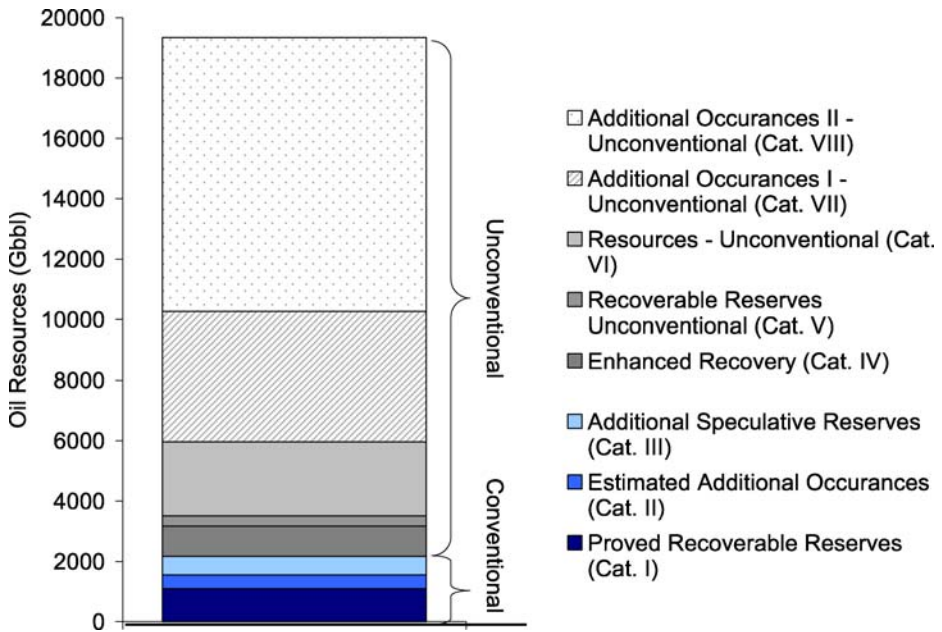 20000
18000
16000
14000
12000
10000
8000
6000
4000
2000
0
Oil Resources (Gbbl)
Unconventional
Conventional
Additional Occurances II -
Unconventional (Cat. VIII)
Additional Occurances I -
Unconventional (Cat. VII)
Resources - Unconventional (Cat.
VI)
Recoverable Reserves
Unconventional (Cat. V)
Enhanced Recovery (Cat. IV)
Additional Speculative Reserves
(Cat. III)
Estimated Additional Occurances
(Cat. II)
Proved Recoverable Reserves
(Cat. I)